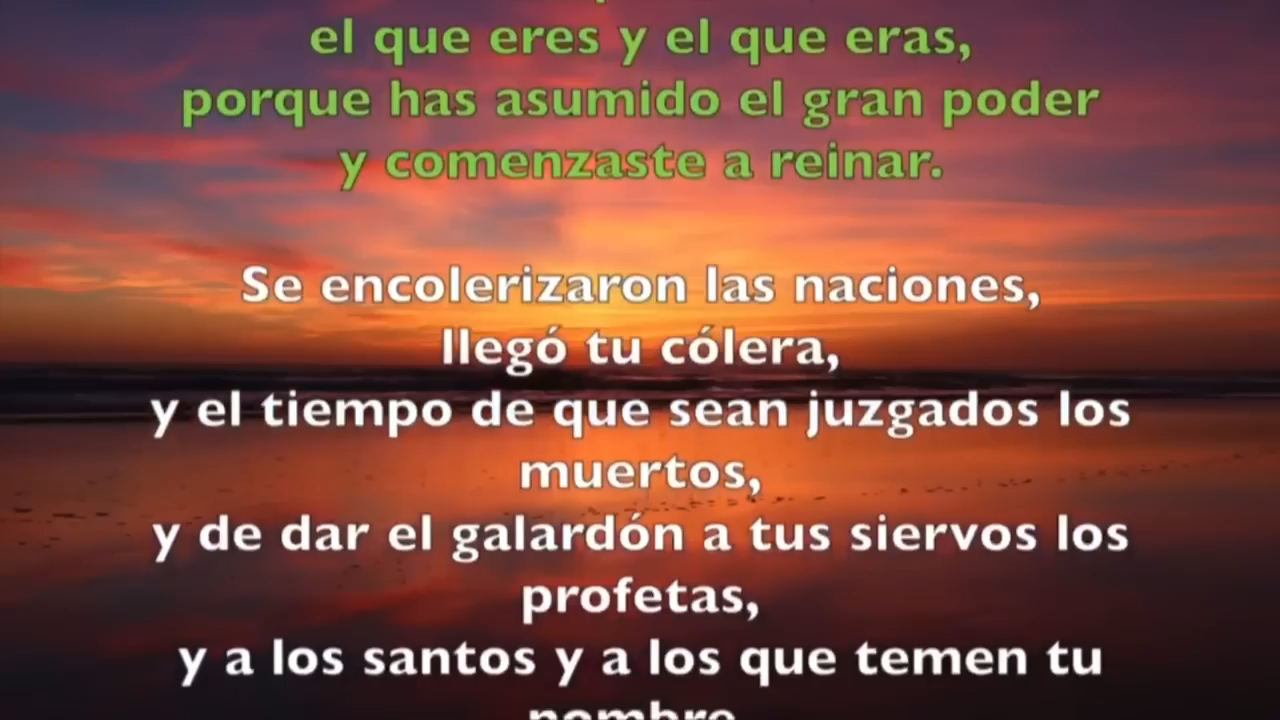 el que eres y el que eras,
porque has asumido el gran poder
y comenzaste a reinar.
Se encolerizaron las naciones,
llegó tu cólera,
y el tiempo de que sean juzgados los
muertos,
y de dar el galardón a tus siervos los
profetas,
y a los santos y a los que temen tu
nombre